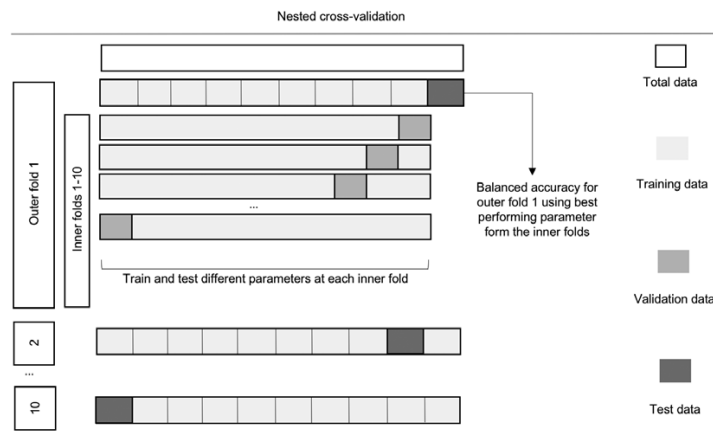 Nested cross-validation
Total data
Outer fold 1
Inner folds 1-10
...
Training data
Balanced accuracy for
outer fold 1 using best
performing parameter
form the inner folds
Train and test different parameters at each inner fold
Validation data
2
...
10
Test data